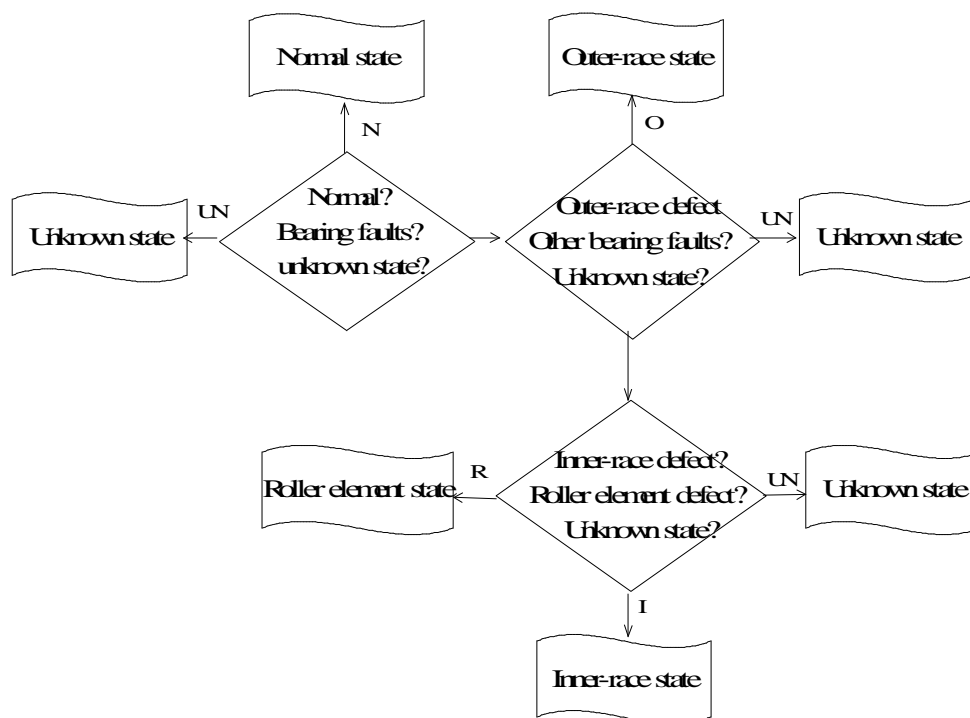 Normal state
Outer-race state
N
O
Normal?
Bearing faults?
unknown state?
UN
Unknown state
Outer-race defect
Other bearing faults?
Unknown state?
UN
Unknown state
Inner-race defect?
Roller element defect?
Unknown state?
R
Roller element state
UN
Unknown state
I
Inner-race state